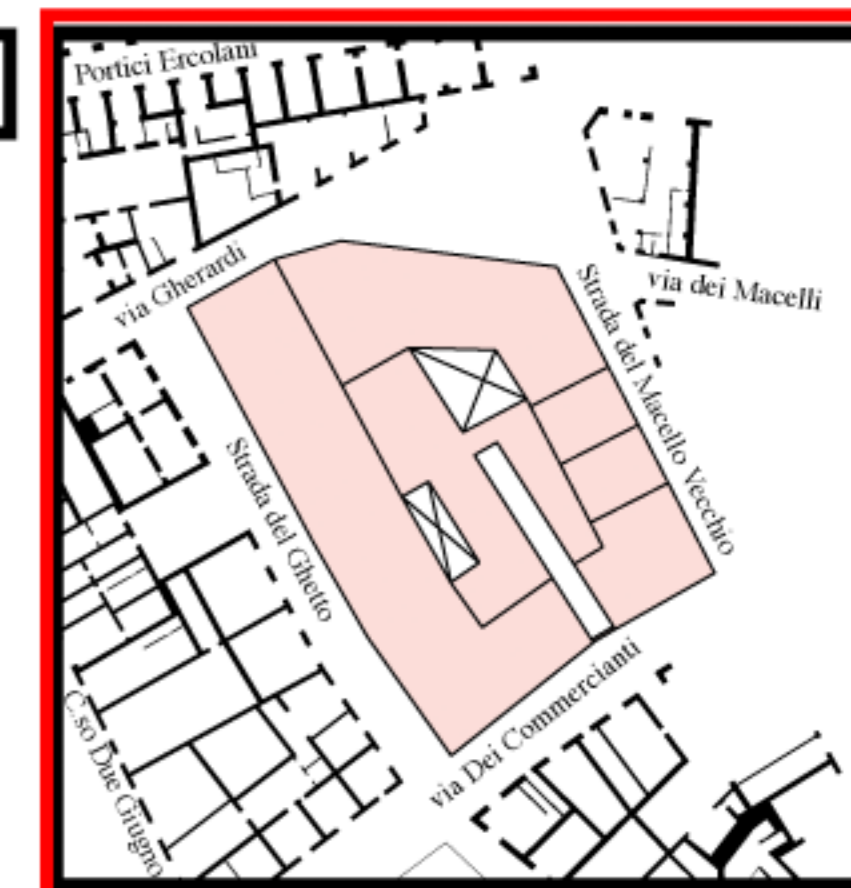 Portici Ercolani
via Gherardi
via dei Macelli
Strada del Macello Vecchio
Strada del Ghetto
via Dei Commercianti
C.so Due Giugno